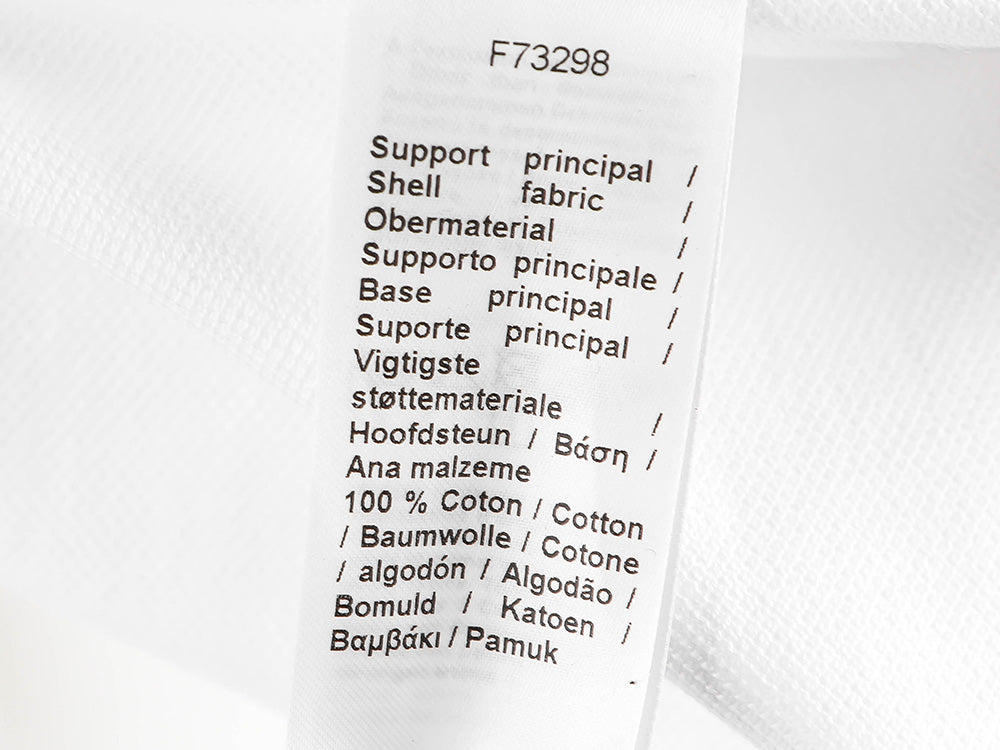 F73298
Support principal /
Shell fabric /
Obermaterial /
Supporto principale /
Base principal /
Suporte principal /
Vigtigste
støttemateriale /
Hoofdsteun / Βάση /
Ana malzeme
100 % Coton / Cotton
/ Baumwolle / Cotone
/ algodón / Algodão /
Bomuld / Katoen /
Βαμβάκι / Pamuk